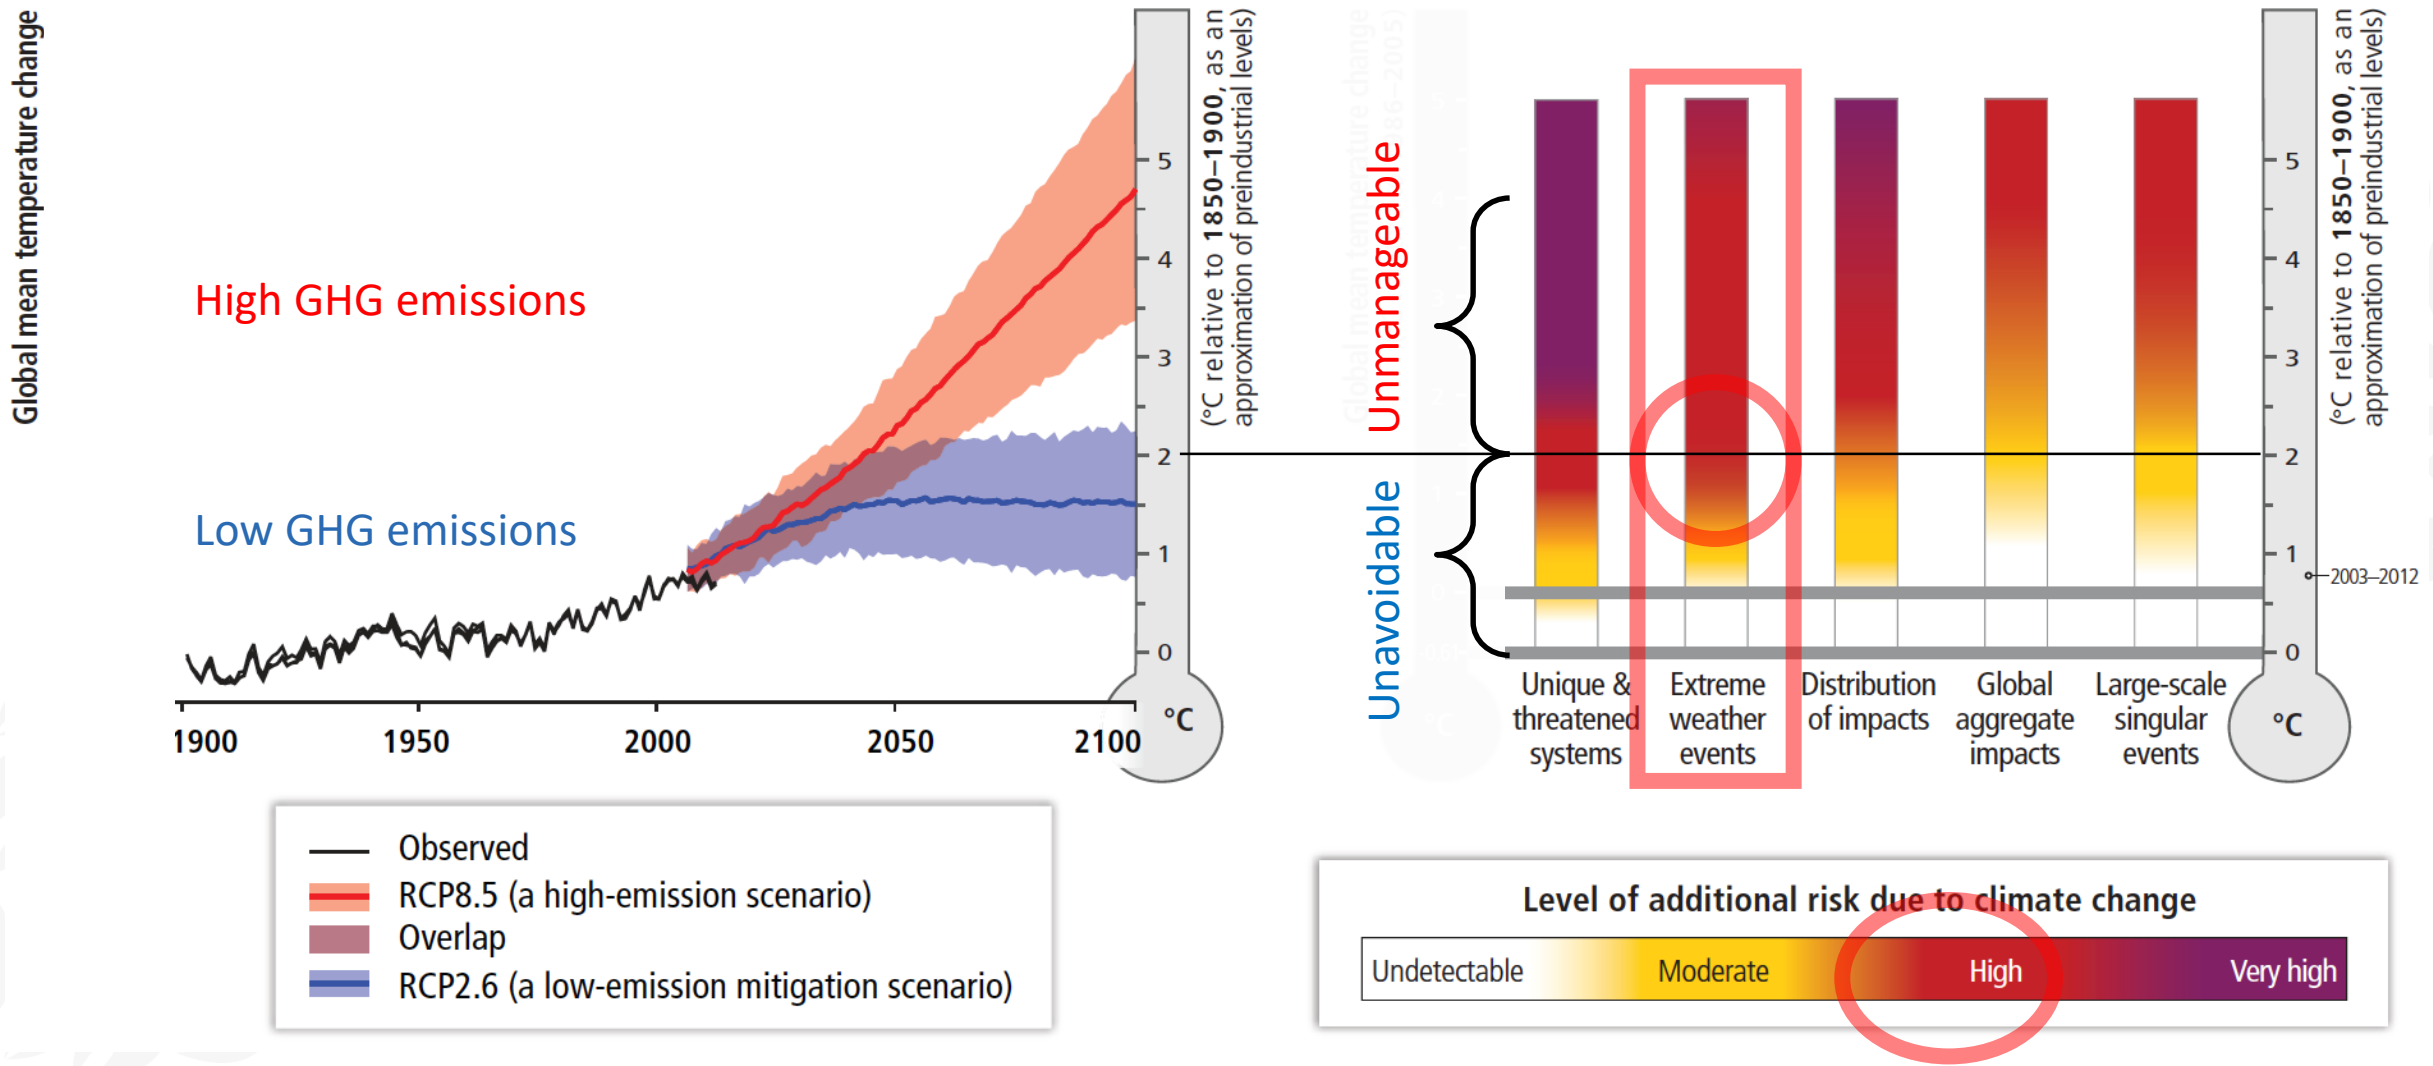 Global mean temperature change
High GHG emissions
Low GHG emissions
5
4
3
2
1
0
°C
(°C relative to 1850–1900, as an
approximation of preindustrial levels)
1900
1950
2000
2050
2100
Observed
RCP8.5 (a high-emission scenario)
Overlap
RCP2.6 (a low-emission mitigation scenario)
Global mean temperature change
Unmanageable
Unavoidable
Unique &
threatened
systems
Extreme
weather
events
Distribution
of impacts
Global
aggregate
impacts
Large-scale
singular
events
5
4
3
2
1
0
°C
2003–2012
(°C relative to 1850–1900, as an
approximation of preindustrial levels)
Level of additional risk due to climate change
Undetectable
Moderate
High
Very high